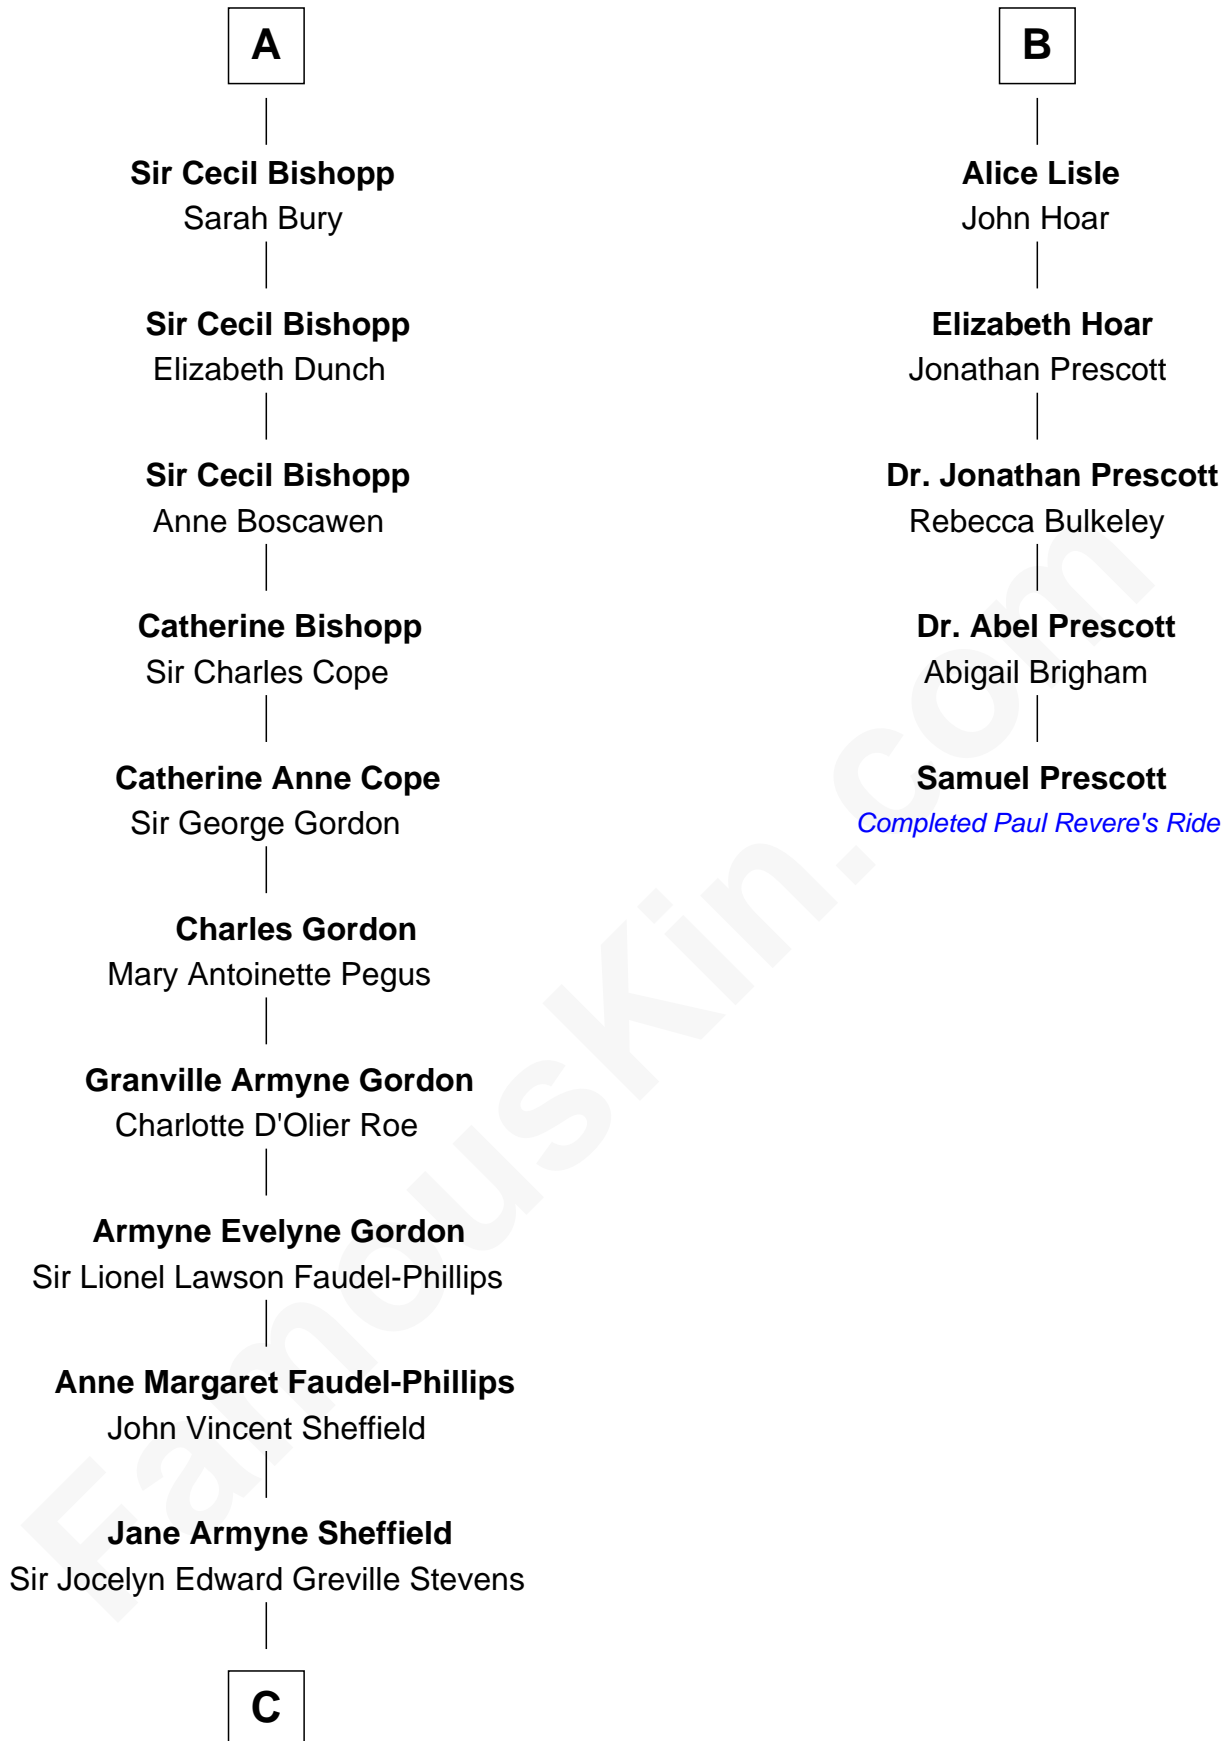 A
Sir Cecil Bishopp
Sarah Bury
Sir Cecil Bishopp
Elizabeth Dunch
Sir Cecil Bishopp
Anne Boscawen
Catherine Bishopp
Sir Charles Cope
Catherine Anne Cope
Sir George Gordon
Charles Gordon
Mary Antoinette Pegus
Granville Armyne Gordon
Charlotte D'Olier Roe
Armyne Evelyne Gordon
Sir Lionel Lawson Faudel-Phillips
Anne Margaret Faudel-Phillips
John Vincent Sheffield
Jane Armyne Sheffield
Sir Jocelyn Edward Greville Stevens
C
B
Alice Lisle
John Hoar
Elizabeth Hoar
Jonathan Prescott
Dr. Jonathan Prescott
Rebecca Bulkeley
Dr. Abel Prescott
Abigail Brigham
Samuel Prescott
Completed Paul Revere's Ride
FamousKin.com